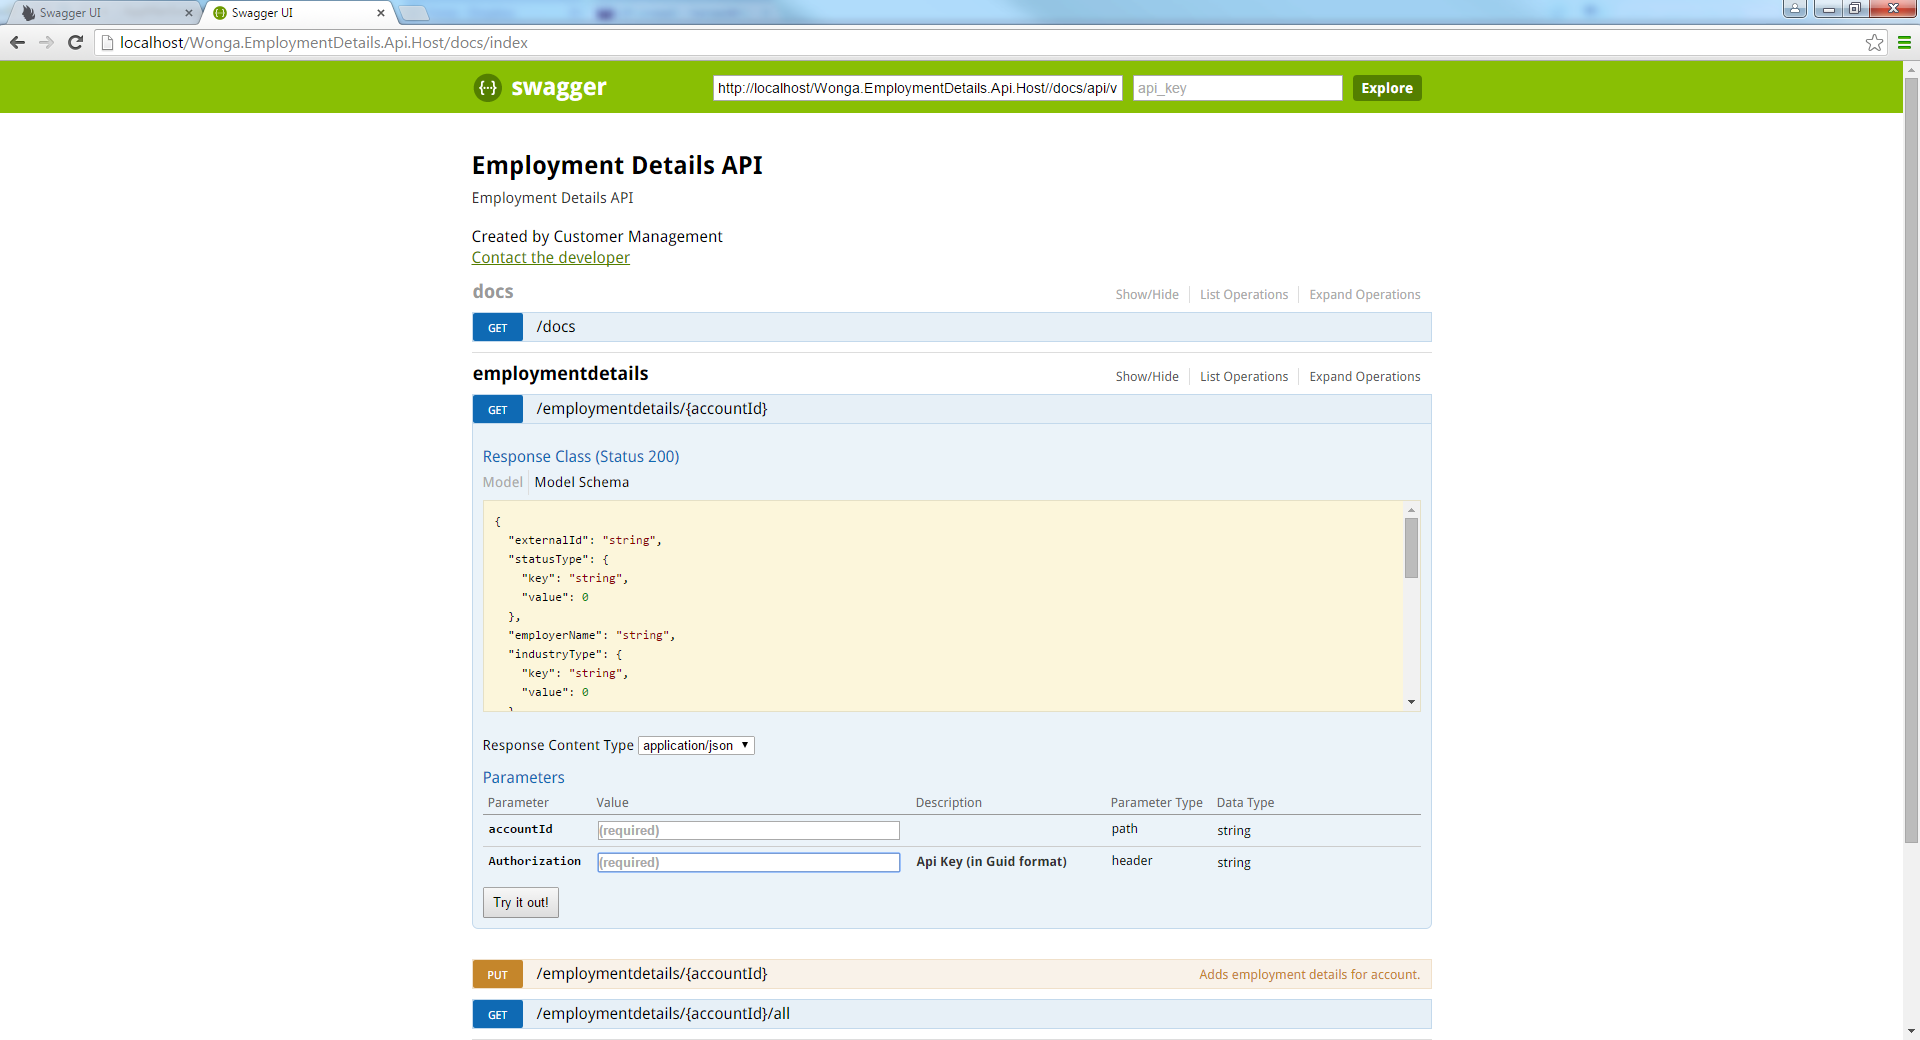 Swagger UI
Swagger UI
localhost/Wonga.EmploymentDetails.Api.Host/docs/index
swagger
http://localhost/Wonga.EmploymentDetails.Api.Host//docs/api/v
api_key
Explore
Employment Details API
Employment Details API
Created by Customer Management
Contact the developer
docs Show/Hide List Operations Expand Operations
GET /docs
employmentdetails Show/Hide List Operations Expand Operations
GET /employmentdetails/{accountId}
Response Class (Status 200)
Model Model Schema
{
"externalId": "string",
"statusType": {
"key": "string",
"value": 0
},
"employerName": "string",
"industryType": {
"key": "string",
"value": 0
}
Response Content Type application/json
Parameters
Parameter Value Description Parameter Type Data Type
accountId (required) path string
Authorization (required) Api Key (in Guid format) header string
Try it out!
PUT /employmentdetails/{accountId} Adds employment details for account.
GET /employmentdetails/{accountId}/all